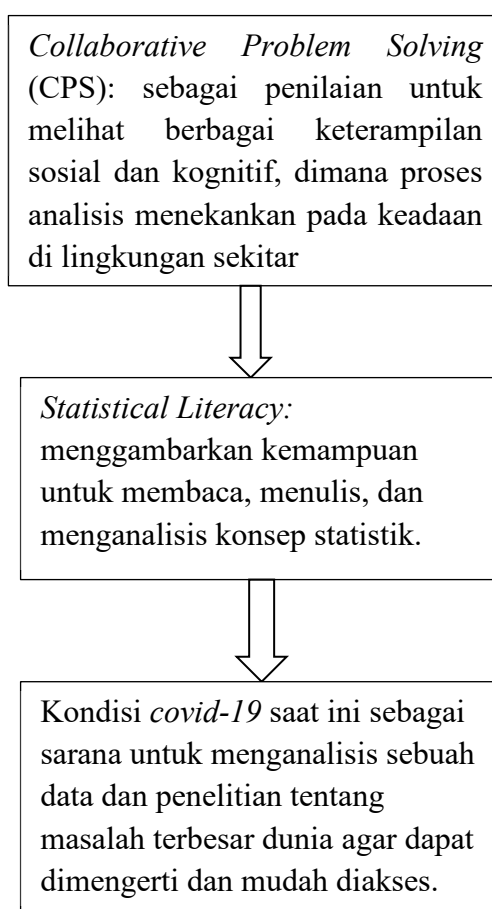 Collaborative Problem Solving
(CPS): sebagai penilaian untuk
melihat berbagai keterampilan
sosial dan kognitif, dimana proses
analisis menekankan pada keadaan
di lingkungan sekitar
Statistical Literacy:
menggambarkan kemampuan
untuk membaca, menulis, dan
menganalisis konsep statistik.
Kondisi covid-19 saat ini sebagai
sarana untuk menganalisis sebuah
data dan penelitian tentang
masalah terbesar dunia agar dapat
dimengerti dan mudah diakses.